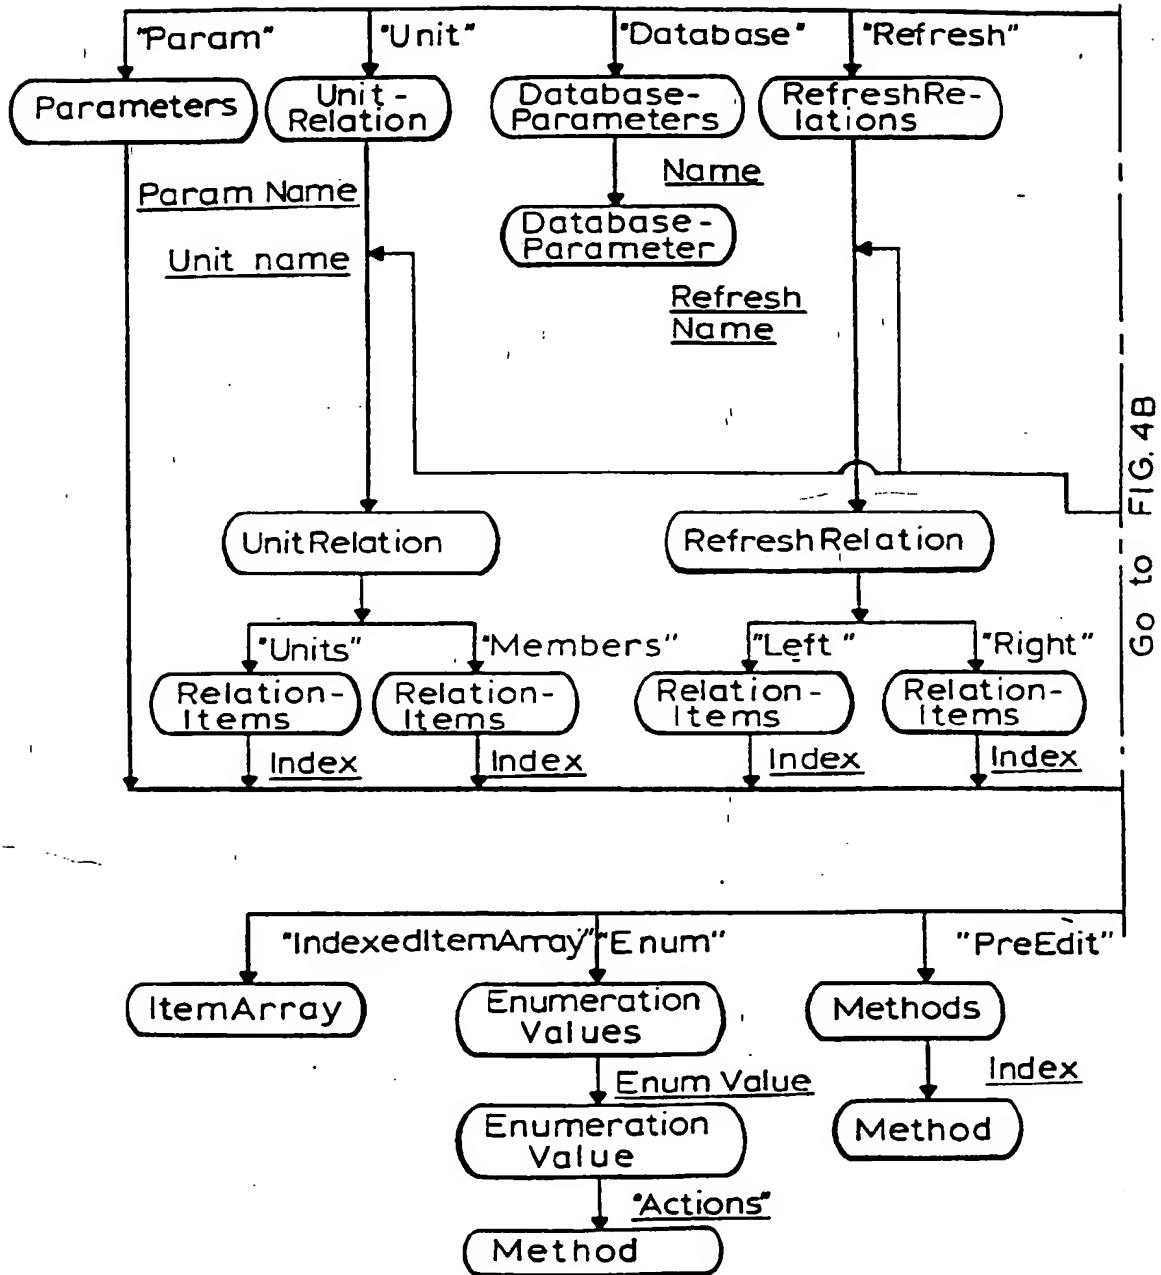 "Param"
"Unit"
"Database"
"Refresh"
Parameters
Unit-
Relation
Database-
Parameters
RefreshRe-
lations
Param Name
Name
Database-
Parameter
Unit name
Refresh
Name
Go to FIG. 4B
UnitRelation
RefreshRelation
"Units"
"Members"
"Left"
"Right"
Relation-
Items
Relation-
Items
Relation-
Items
Relation-
Items
Index
Index
Index
Index
"IndexedItemArray"
"Enum"
"PreEdit"
ItemArray
Enumeration
Values
Methods
Enum Value
Index
Enumeration
Value
Method
"Actions"
Method